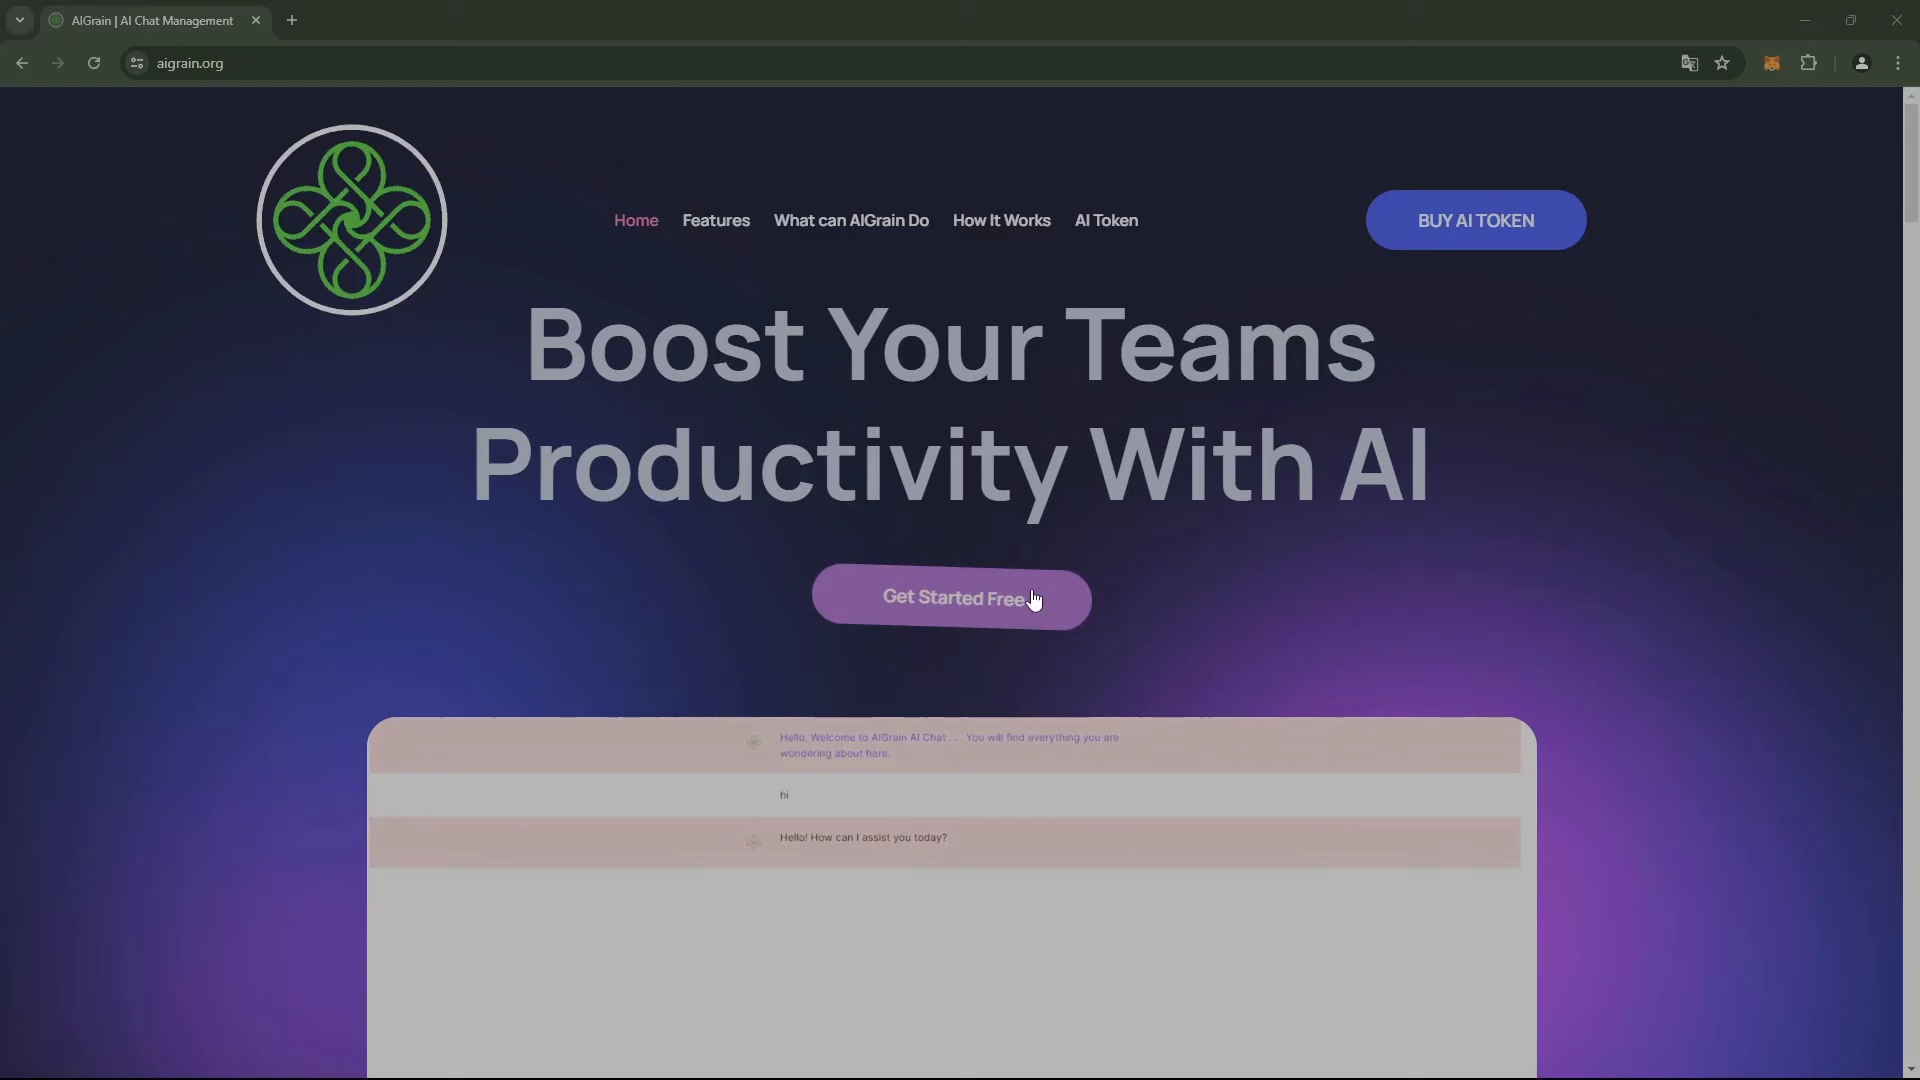 AIGrain | AI Chat Management
aigrain.org
Home Features What can AIGrain Do How It Works AI Token
BUY AI TOKEN
Boost Your Teams
Productivity With AI
Get Started Free
Hello, Welcome to AIGrain AI Chat . . . You will find everything you are
wondering about here.
hi
Hello! How can I assist you today?